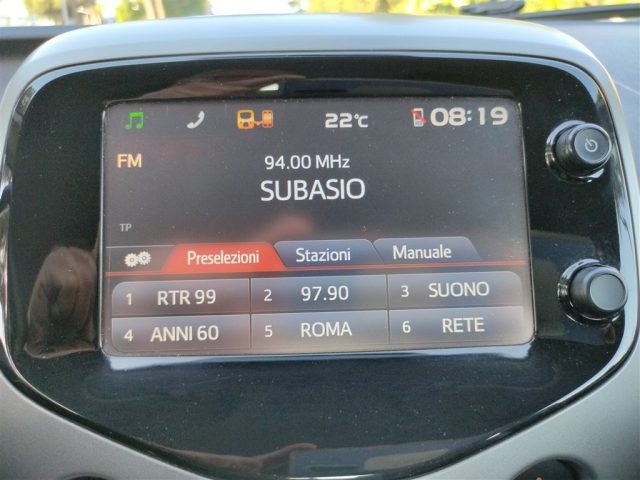 22°c 08:19
FM 94.00 MHz
SUBASIO
TP
Preselezioni Stazioni Manuale
1 RTR 99 2 97.90 3 SUONO
4 ANNI 60 5 ROMA 6 RETE